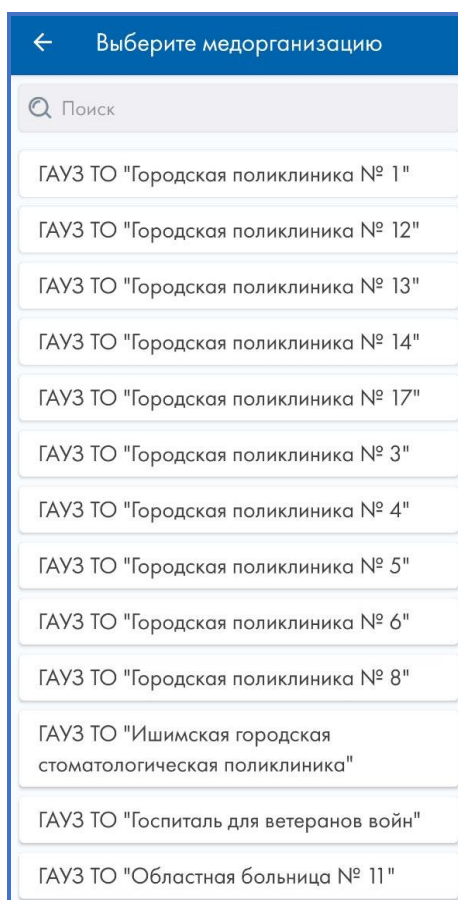 Выберите медорганизацию
Поиск
ГАУЗ ТО "Городская поликлиника № 1"
ГАУЗ ТО "Городская поликлиника № 12"
ГАУЗ ТО "Городская поликлиника № 13"
ГАУЗ ТО "Городская поликлиника № 14"
ГАУЗ ТО "Городская поликлиника № 17"
ГАУЗ ТО "Городская поликлиника № 3"
ГАУЗ ТО "Городская поликлиника № 4"
ГАУЗ ТО "Городская поликлиника № 5"
ГАУЗ ТО "Городская поликлиника № 6"
ГАУЗ ТО "Городская поликлиника № 8"
ГАУЗ ТО "Ишимская городская
стоматологическая поликлиника"
ГАУЗ ТО "Госпиталь для ветеранов войн"
ГАУЗ ТО "Областная больница № 11"